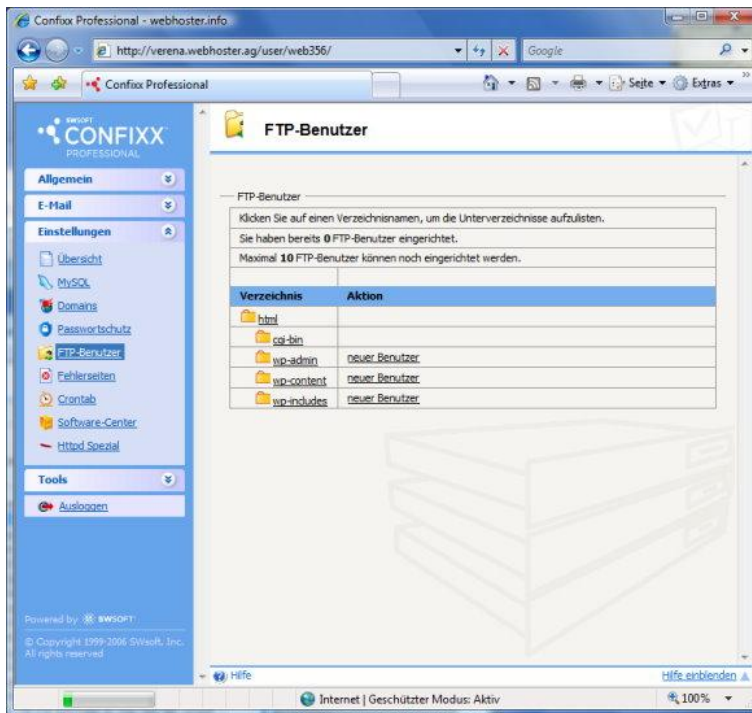 Confixx Professional - webhoster.info
http://verena.webhoster.ag/user/web356/
Google
Confixx Professional
Seite
Extras
SWSOFT
CONFIXX
PROFESSIONAL
FTP-Benutzer
Allgemein
E-Mail
Einstellungen
Übersicht
MySQL
Domains
Passwortschutz
FTP-Benutzer
Fehlerseiten
Crontab
Software-Center
Httpd Spezial
Tools
Ausloggen
FTP-Benutzer
Klicken Sie auf einen Verzeichnisnamen, um die Unterverzeichnisse aufzulisten.
Sie haben bereits 0 FTP-Benutzer eingerichtet.
Maximal 10 FTP-Benutzer können noch eingerichtet werden.
Verzeichnis Aktion
html
cgi-bin
wp-admin neuer Benutzer
wp-content neuer Benutzer
wp-includes neuer Benutzer
Powered by SWSOFT
© Copyright 1999-2006 SWsoft, Inc.
All rights reserved
Hilfe
Hilfe einblenden
Internet | Geschützter Modus: Aktiv
100%